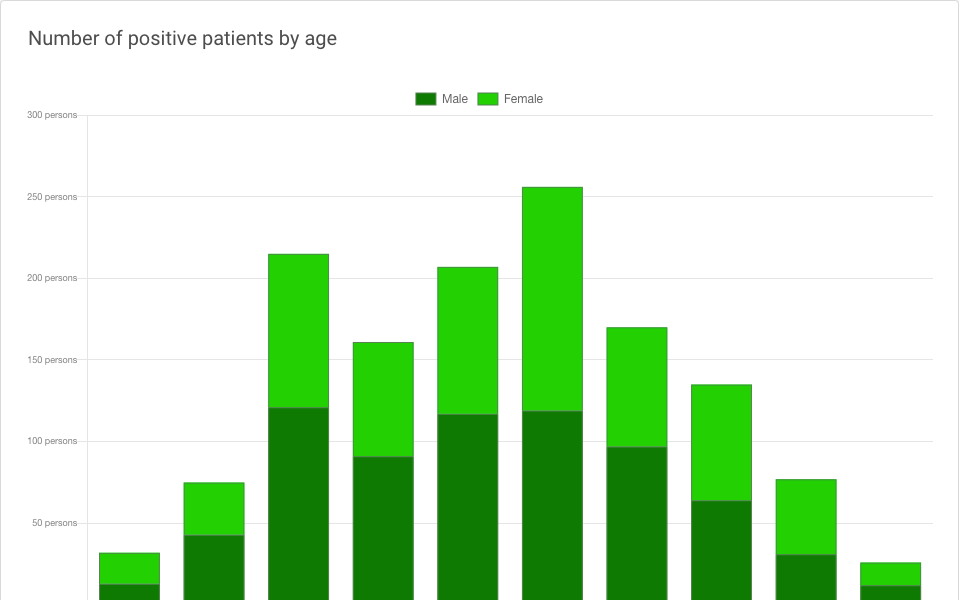 Number of positive patients by age
Male Female
300 persons
250 persons
200 persons
150 persons
100 persons
50 persons